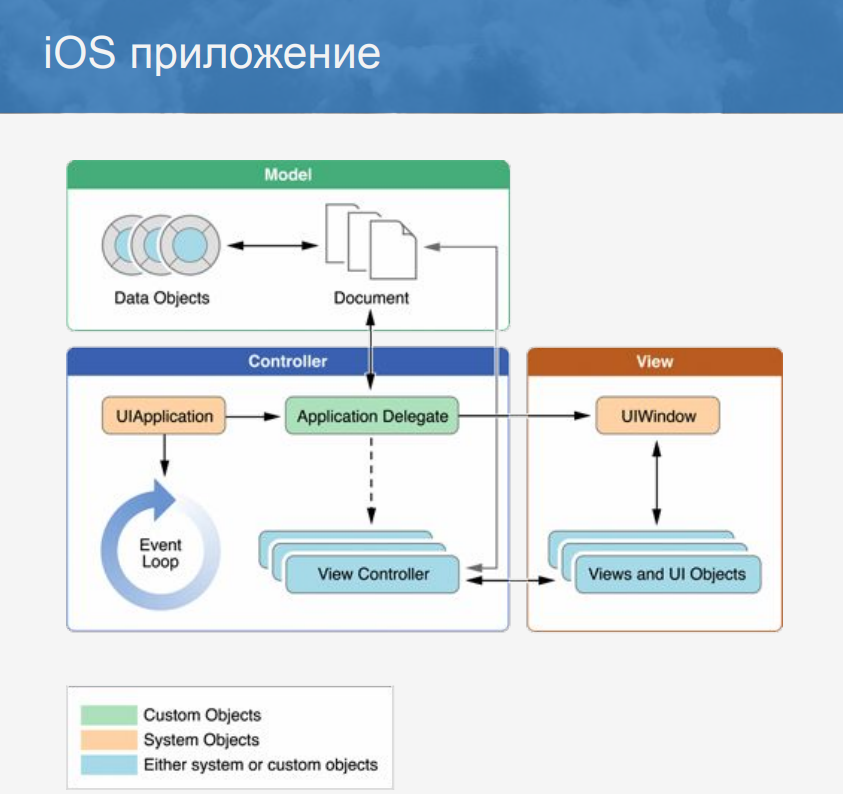 iOS приложение
Model
Data Objects
Document
Controller
View
UIApplication
Application Delegate
UIWindow
Event
Loop
View Controller
Views and UI Objects
Custom Objects
System Objects
Either system or custom objects